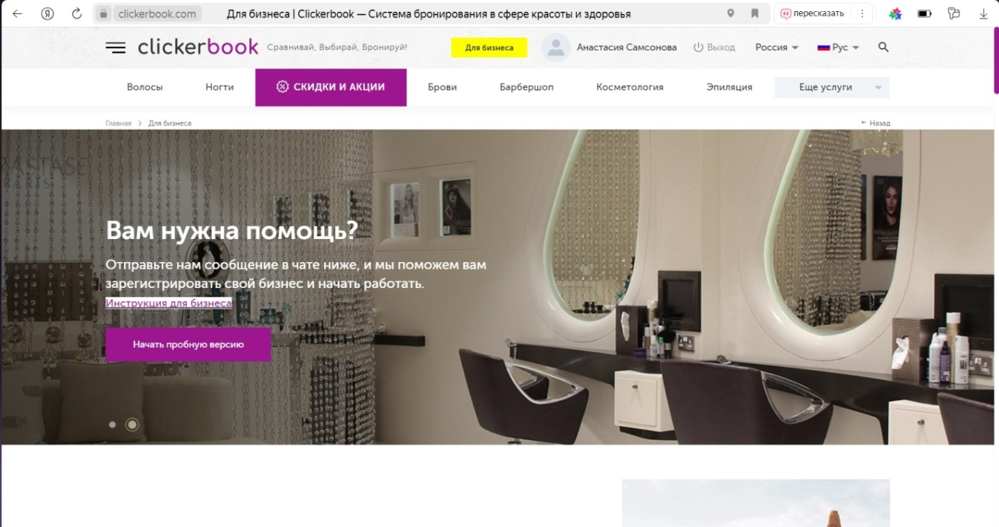 clickerbook.com
Для бизнеса | Clickerbook — Система бронирования в сфере красоты и здоровья
пересказать
clickerbook
Сравнивай, Выбирай, Бронируй!
Для бизнеса
Анастасия Самсонова
Выход
Россия
Рус
Волосы
Ногти
СКИДКИ И АКЦИИ
Брови
Барбершоп
Косметология
Эпиляция
Еще услуги
Главная > Для бизнеса
← Назад
Вам нужна помощь?
Отправьте нам сообщение в чате ниже, и мы поможем вам
зарегистрировать свой бизнес и начать работать.
Инструкция для бизнеса
Начать пробную версию